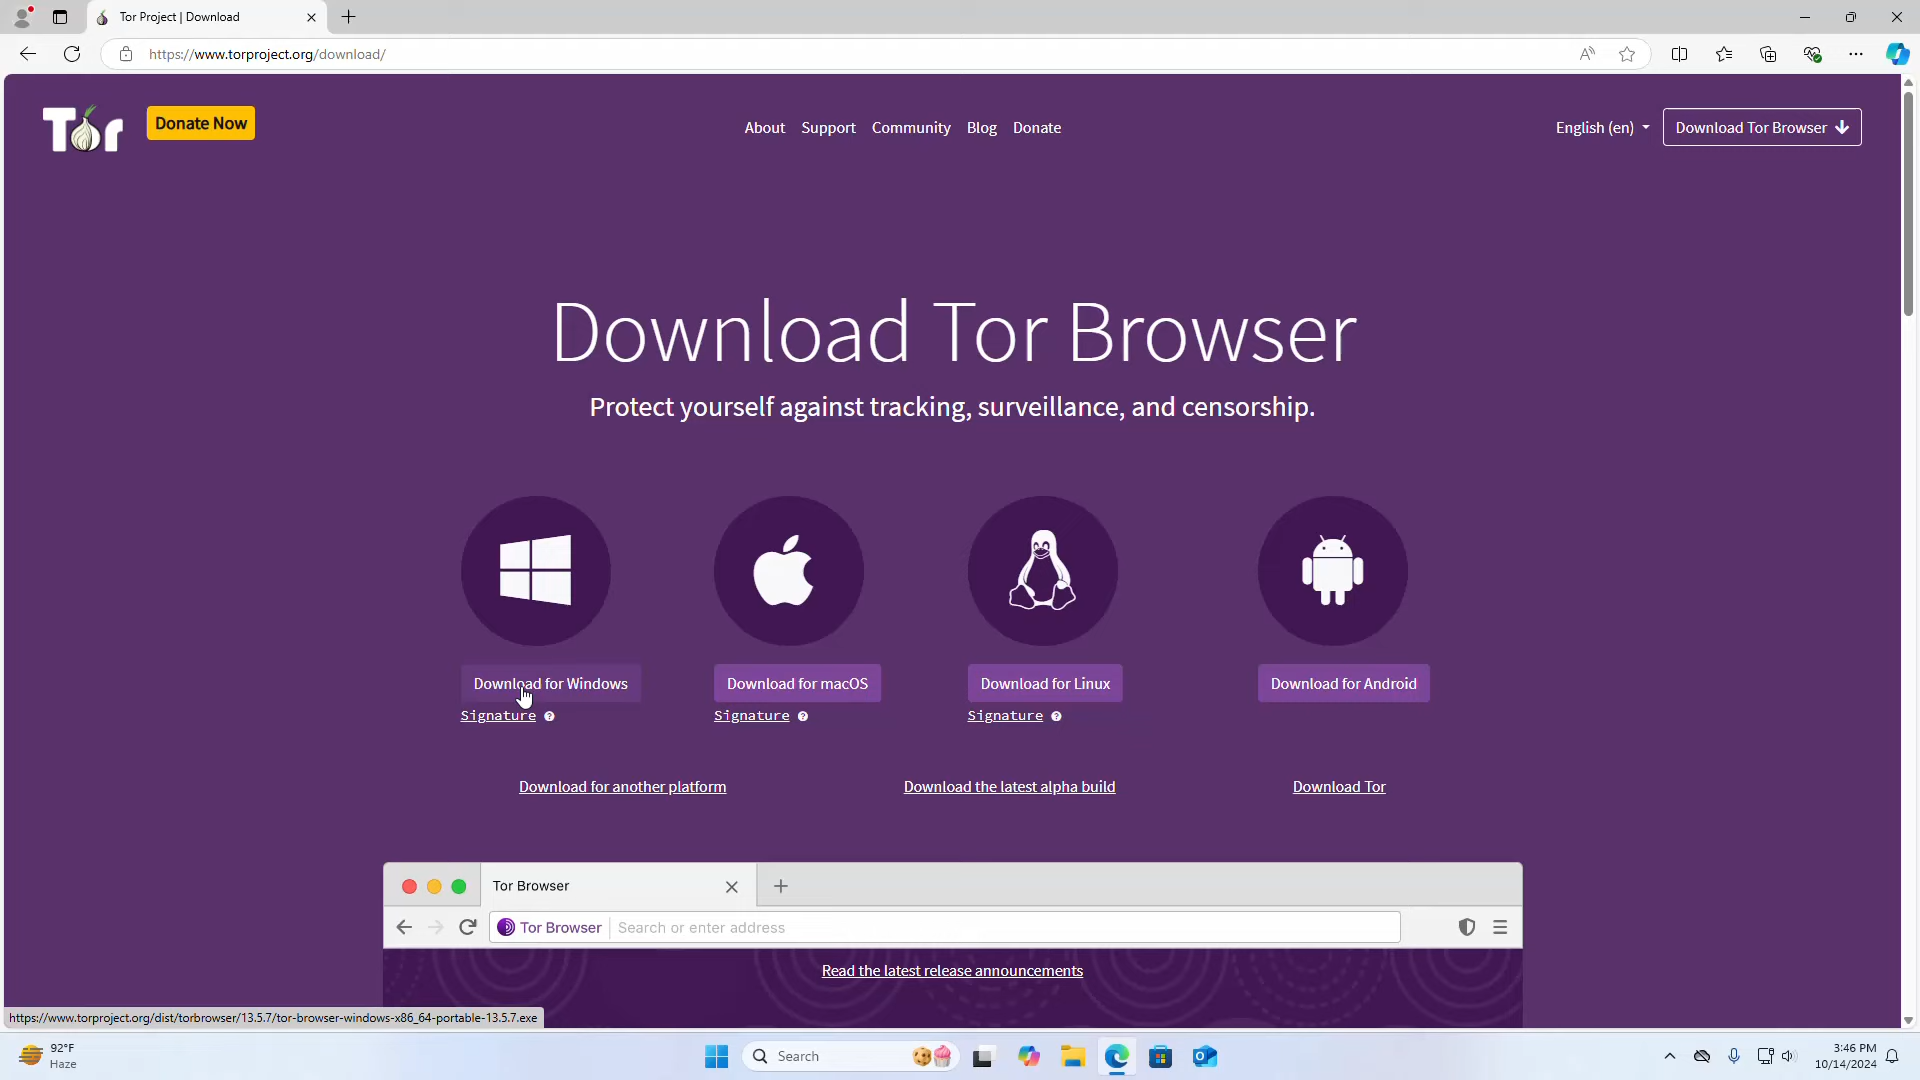 Tor Project | Download
https://www.torproject.org/download/
Tor
Donate Now
About
Support
Community
Blog
Donate
English (en)
Download Tor Browser
Download Tor Browser
Protect yourself against tracking, surveillance, and censorship.
Download for Windows
Download for macOS
Download for Linux
Download for Android
Signature
Signature
Signature
Download for another platform
Download the latest alpha build
Download Tor
Tor Browser
Tor Browser
Search or enter address
Read the latest release announcements
https://www.torproject.org/dist/torbrowser/13.5.7/tor-browser-windows-x86_64-portable-13.5.7.exe
92°F
Haze
Search
3:46 PM
10/14/2024